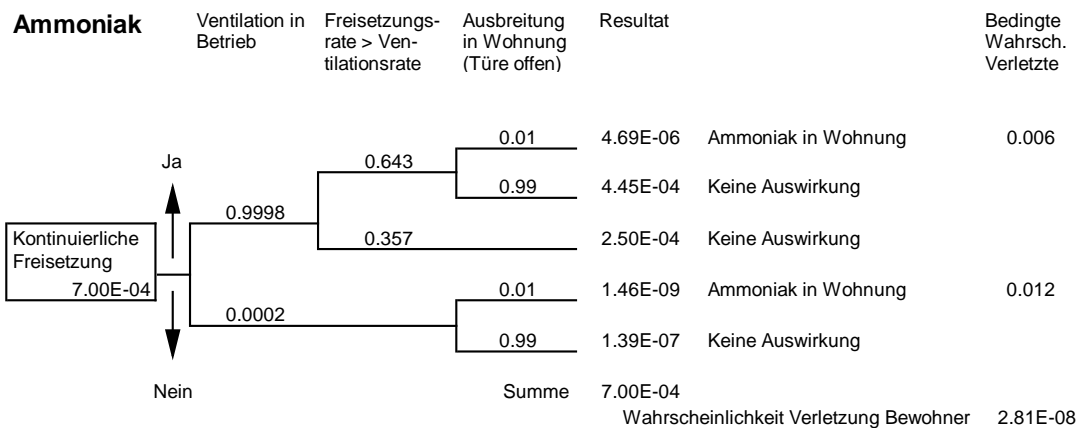 Ammoniak
Ventilation in
Betrieb
Freisetzungs-
rate > Ven-
tilationsrate
Ausbreitung
in Wohnung
(Türe offen)
Resultat
Bedingte
Wahrsch.
Verletzte
0.01 4.69E-06 Ammoniak in Wohnung 0.006
Ja 0.643
0.99 4.45E-04 Keine Auswirkung
0.9998
Kontinuierliche
Freisetzung
7.00E-04
0.357 2.50E-04 Keine Auswirkung
0.01 1.46E-09 Ammoniak in Wohnung 0.012
0.0002
0.99 1.39E-07 Keine Auswirkung
Nein Summe 7.00E-04
Wahrscheinlichkeit Verletzung Bewohner 2.81E-08